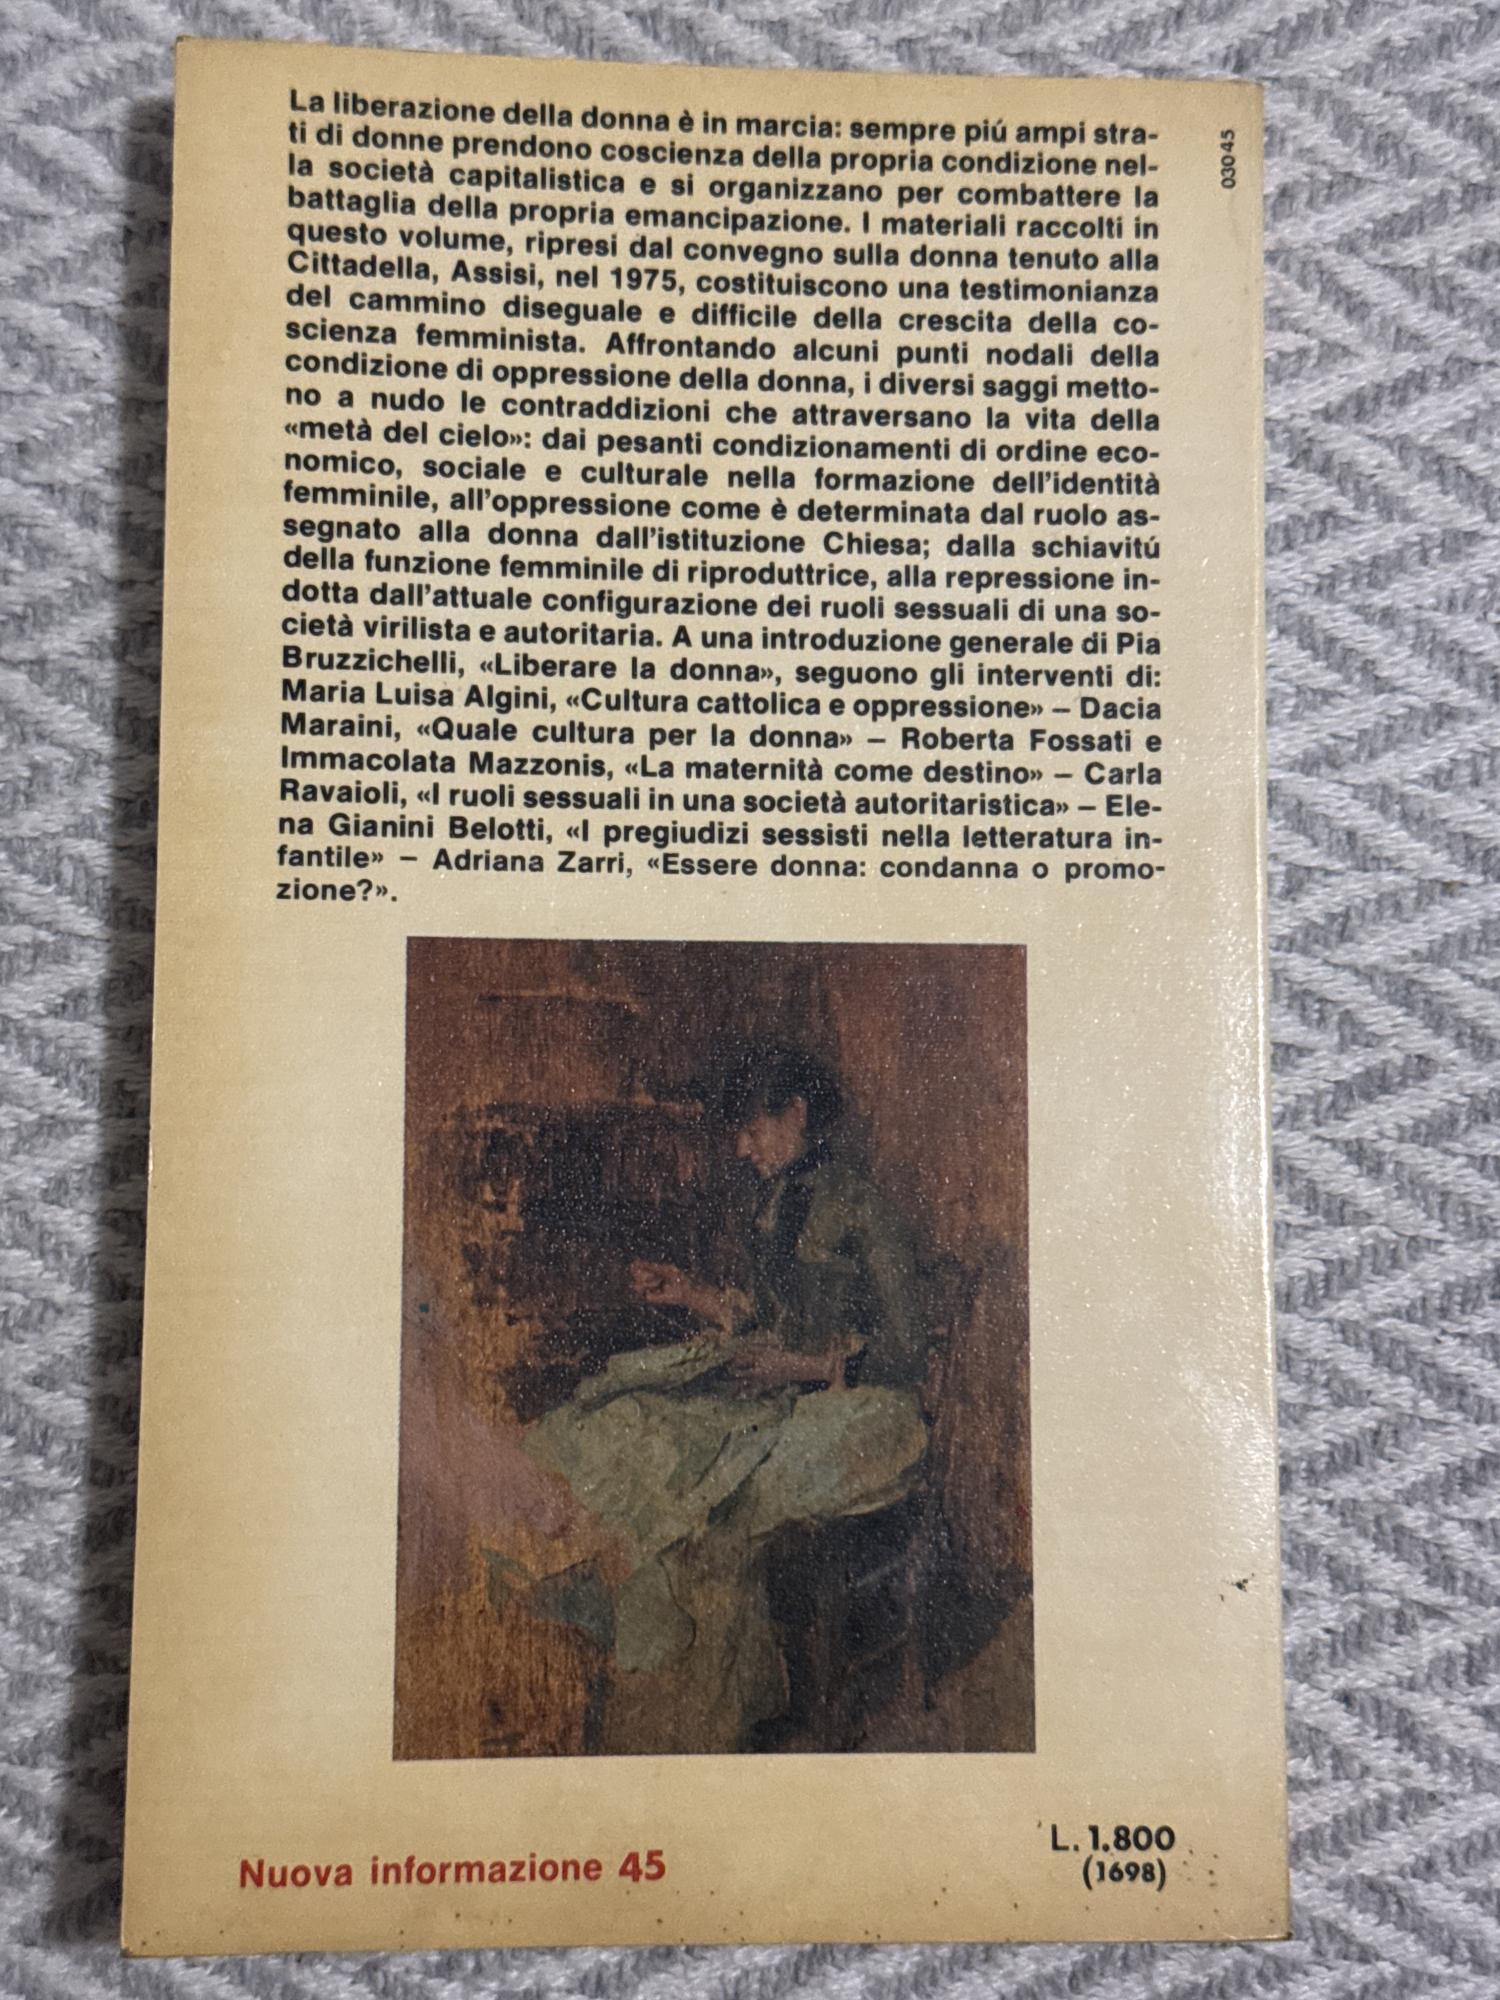 La liberazione della donna è in marcia: sempre piú ampi stra-
ti di donne prendono coscienza della propria condizione nel-
la società capitalistica e si organizzano per combattere la
battaglia della propria emancipazione. I materiali raccolti in
questo volume, ripresi dal convegno sulla donna tenuto alla
Cittadella, Assisi, nel 1975, costituiscono una testimonianza
del cammino diseguale e difficile della crescita della co-
scienza femminista. Affrontando alcuni punti nodali della
condizione di oppressione della donna, i diversi saggi metto-
no a nudo le contraddizioni che attraversano la vita della
«metà del cielo»: dai pesanti condizionamenti di ordine eco-
nomico, sociale e culturale nella formazione dell'identità
femminile, all'oppressione come è determinata dal ruolo as-
segnato alla donna dall'istituzione Chiesa; dalla schiavitú
della funzione femminile di riproduttrice, alla repressione in-
dotta dall'attuale configurazione dei ruoli sessuali di una so-
cietà virilista e autoritaria. A una introduzione generale di Pia
Bruzzichelli, «Liberare la donna», seguono gli interventi di:
Maria Luisa Algini, «Cultura cattolica e oppressione» – Dacia
Maraini, «Quale cultura per la donna» – Roberta Fossati e
Immacolata Mazzonis, «La maternità come destino» – Carla
Ravaioli, «I ruoli sessuali in una società autoritaristica» – Ele-
na Gianini Belotti, «I pregiudizi sessisti nella letteratura in-
fantile» – Adriana Zarri, «Essere donna: condanna o promo-
zione?».
03045
Nuova informazione 45
L. 1.800
(1698)